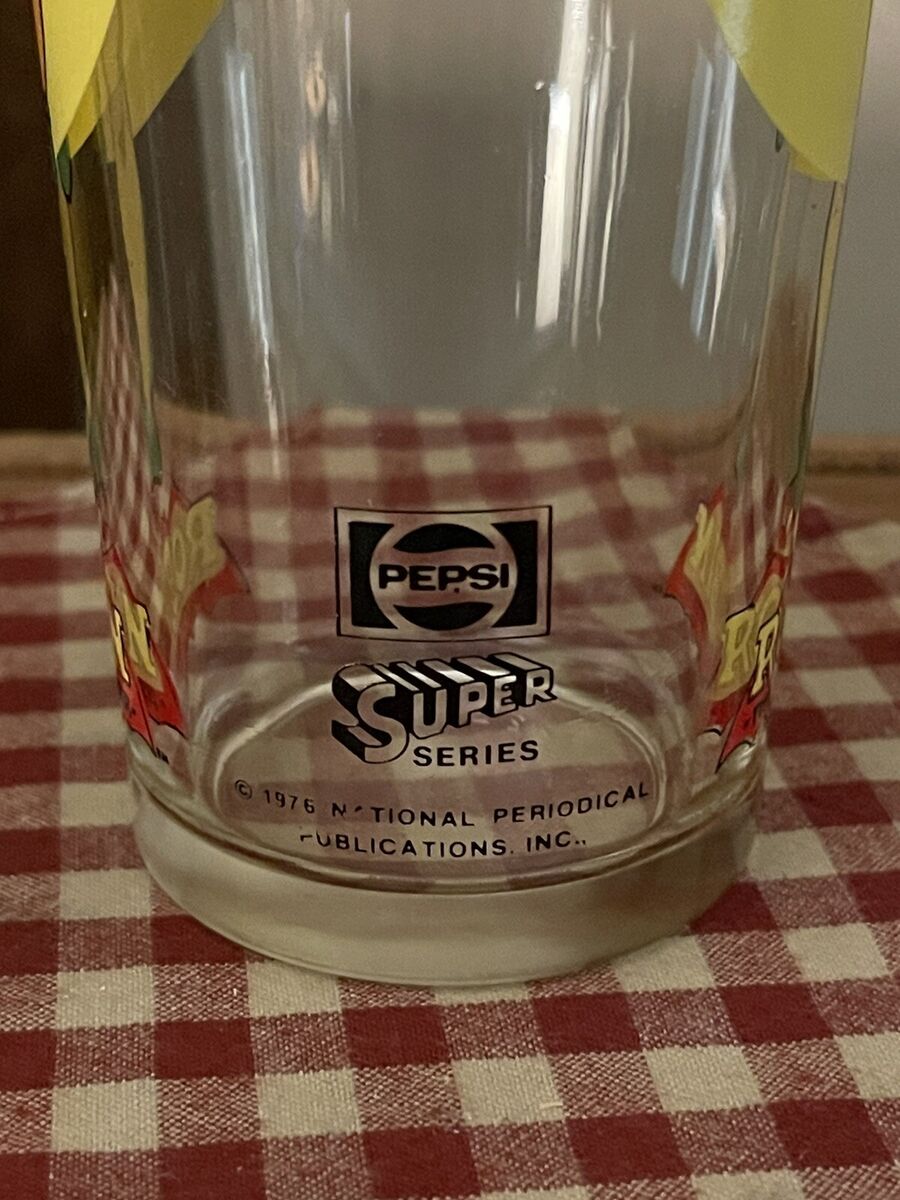 PEPSI
SUPER
SERIES
© 1976 NATIONAL PERIODICAL
PUBLICATIONS. INC.,